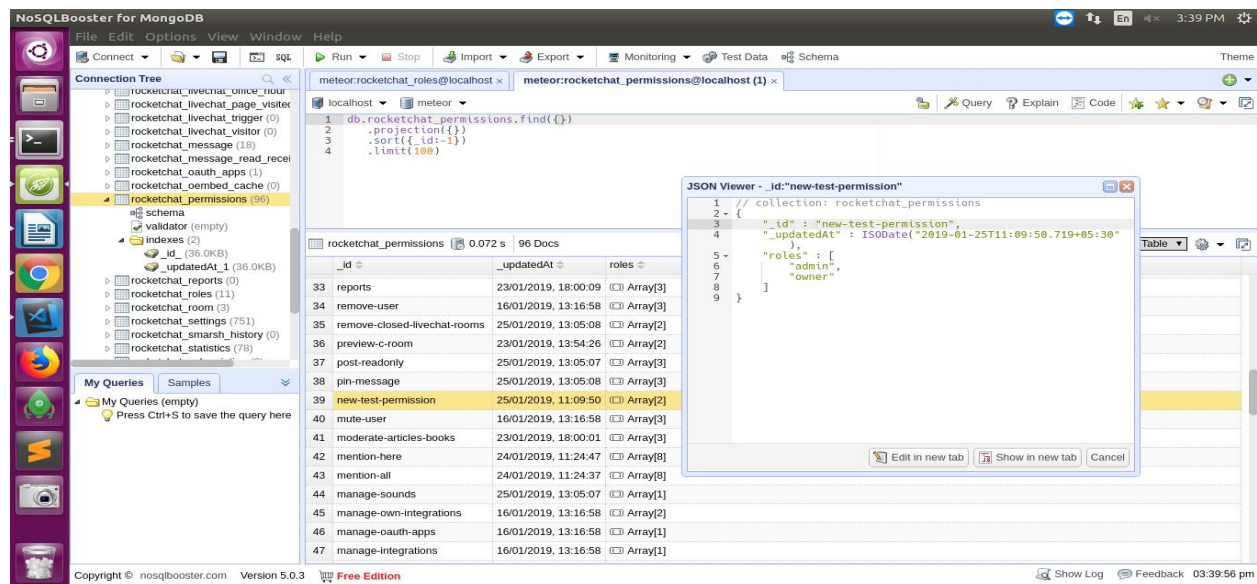 NoSQLBooster for MongoDB
En 3:39 PM
File Edit Options View Window Help
Connect SQL Run Stop Import Export Monitoring Test Data Schema Theme
Connection Tree
rocketchat_livechat_office_hour
rocketchat_livechat_page_visited
rocketchat_livechat_trigger (0)
rocketchat_livechat_visitor (0)
rocketchat_message (18)
rocketchat_message_read_recei
rocketchat_oauth_apps (1)
rocketchat_oembed_cache (0)
rocketchat_permissions (96)
schema
validator (empty)
indexes (2)
_id_ (36.0KB)
_updatedAt_1 (36.0KB)
rocketchat_reports (0)
rocketchat_roles (11)
rocketchat_room (3)
rocketchat_settings (751)
rocketchat_smarsh_history (0)
rocketchat_statistics (78)
My Queries Samples
My Queries (empty)
Press Ctrl+S to save the query here
meteor:rocketchat_roles@localhost × meteor:rocketchat_permissions@localhost (1) ×
localhost meteor Query Explain Code
1 db.rocketchat_permissions.find({})
2 .projection({})
3 .sort({_id:-1})
4 .limit(100)
rocketchat_permissions 0.072 s 96 Docs Table
_id _updatedAt roles
33 reports 23/01/2019, 18:00:09 Array[3]
34 remove-user 16/01/2019, 13:16:58 Array[3]
35 remove-closed-livechat-rooms 25/01/2019, 13:05:08 Array[2]
36 preview-c-room 23/01/2019, 13:54:26 Array[2]
37 post-readonly 25/01/2019, 13:05:07 Array[3]
38 pin-message 25/01/2019, 13:05:08 Array[3]
39 new-test-permission 25/01/2019, 11:09:50 Array[2]
40 mute-user 16/01/2019, 13:16:58 Array[3]
41 moderate-articles-books 23/01/2019, 18:00:01 Array[3]
42 mention-here 24/01/2019, 11:24:47 Array[8]
43 mention-all 24/01/2019, 11:24:37 Array[8]
44 manage-sounds 25/01/2019, 13:05:07 Array[1]
45 manage-own-integrations 16/01/2019, 13:16:58 Array[2]
46 manage-oauth-apps 16/01/2019, 13:16:58 Array[1]
47 manage-integrations 16/01/2019, 13:16:58 Array[1]
JSON Viewer - _id:"new-test-permission"
1 // collection: rocketchat_permissions
2 {
3 "_id" : "new-test-permission",
4 "_updatedAt" : ISODate("2019-01-25T11:09:50.719+05:30"
),
5 "roles" : [
6 "admin",
7 "owner"
8 ]
9 }
Edit in new tab Show in new tab Cancel
Copyright © nosqlbooster.com Version 5.0.3 Free Edition Show Log Feedback 03:39:56 pm